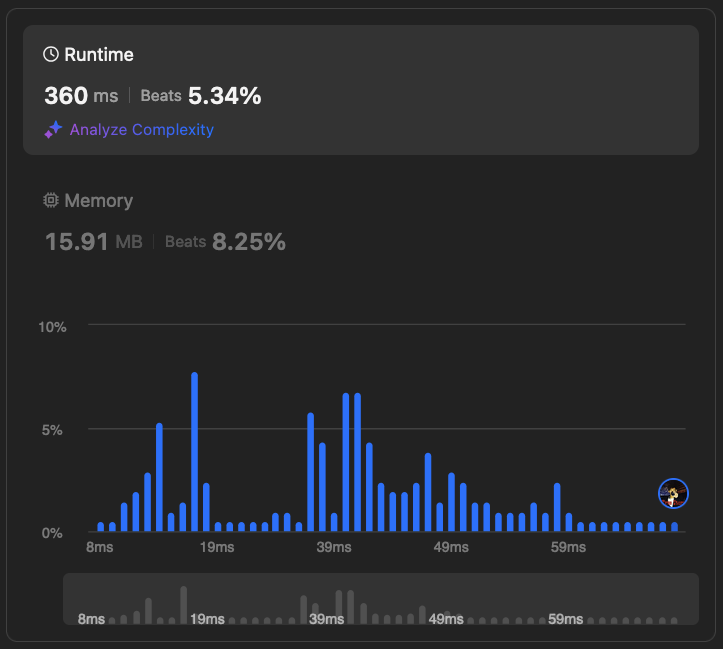 Runtime
360 ms Beats 5.34%
Analyze Complexity
Memory
15.91 MB Beats 8.25%
10%
5%
0%
8ms 19ms 39ms 49ms 59ms
8ms 19ms 39ms 49ms 59ms